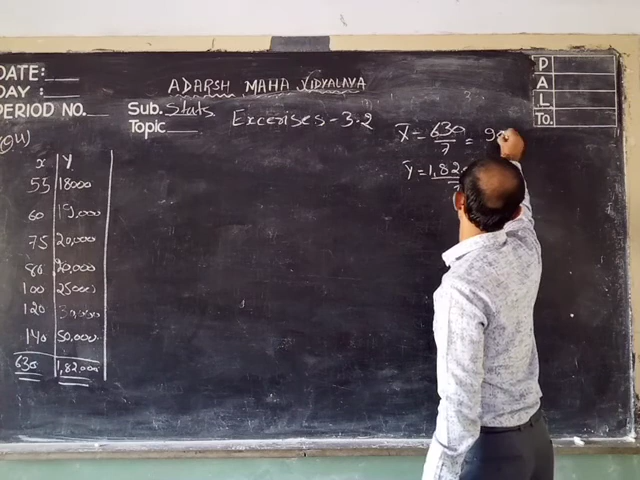 DATE:
DAY :
PERIOD NO.
ADARSH MAHA VIDYALAYA
Sub. Stats
Topic
Excerises - 3.2
P
A
L
To.
x y
55 18000
60 19,000
75 20,000
80 20,000
100 25000
120 30,000
140 50,000
630 1,82,000
x̄ = 630/7 = 90
ȳ = 1,82